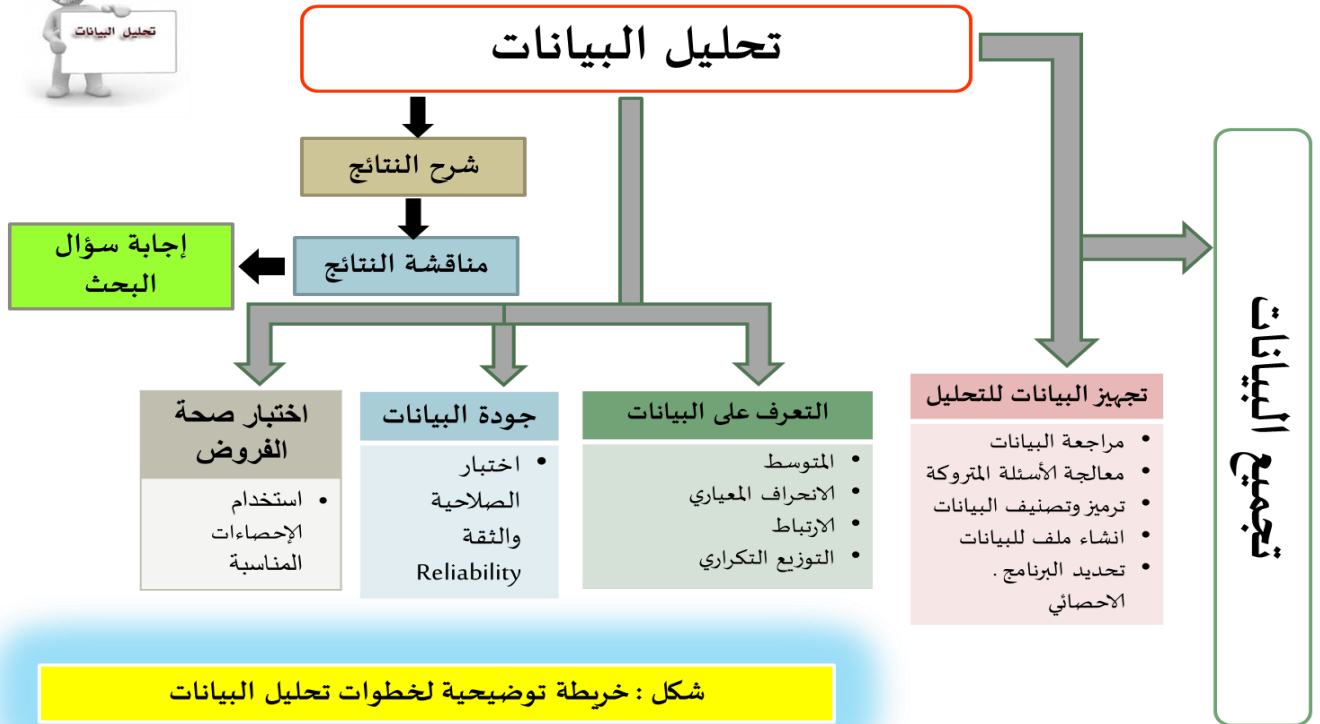 تحليل البيانات
تحليل البيانات
شرح النتائج
مناقشة النتائج
إجابة سؤال
البحث
تجميع البيانات
تجهيز البيانات للتحليل
• مراجعة البيانات
• معالجة الأسئلة المتروكة
• ترميز وتصنيف البيانات
• انشاء ملف للبيانات
• تحديد البرنامج .
الاحصائي
التعرف على البيانات
• المتوسط
• الانحراف المعياري
• الارتباط
• التوزيع التكراري
جودة البيانات
• اختبار
الصلاحية
والثقة
Reliability
اختبار صحة
الفروض
• استخدام
الإحصاءات
المناسبة
شكل : خريطة توضيحية لخطوات تحليل البيانات